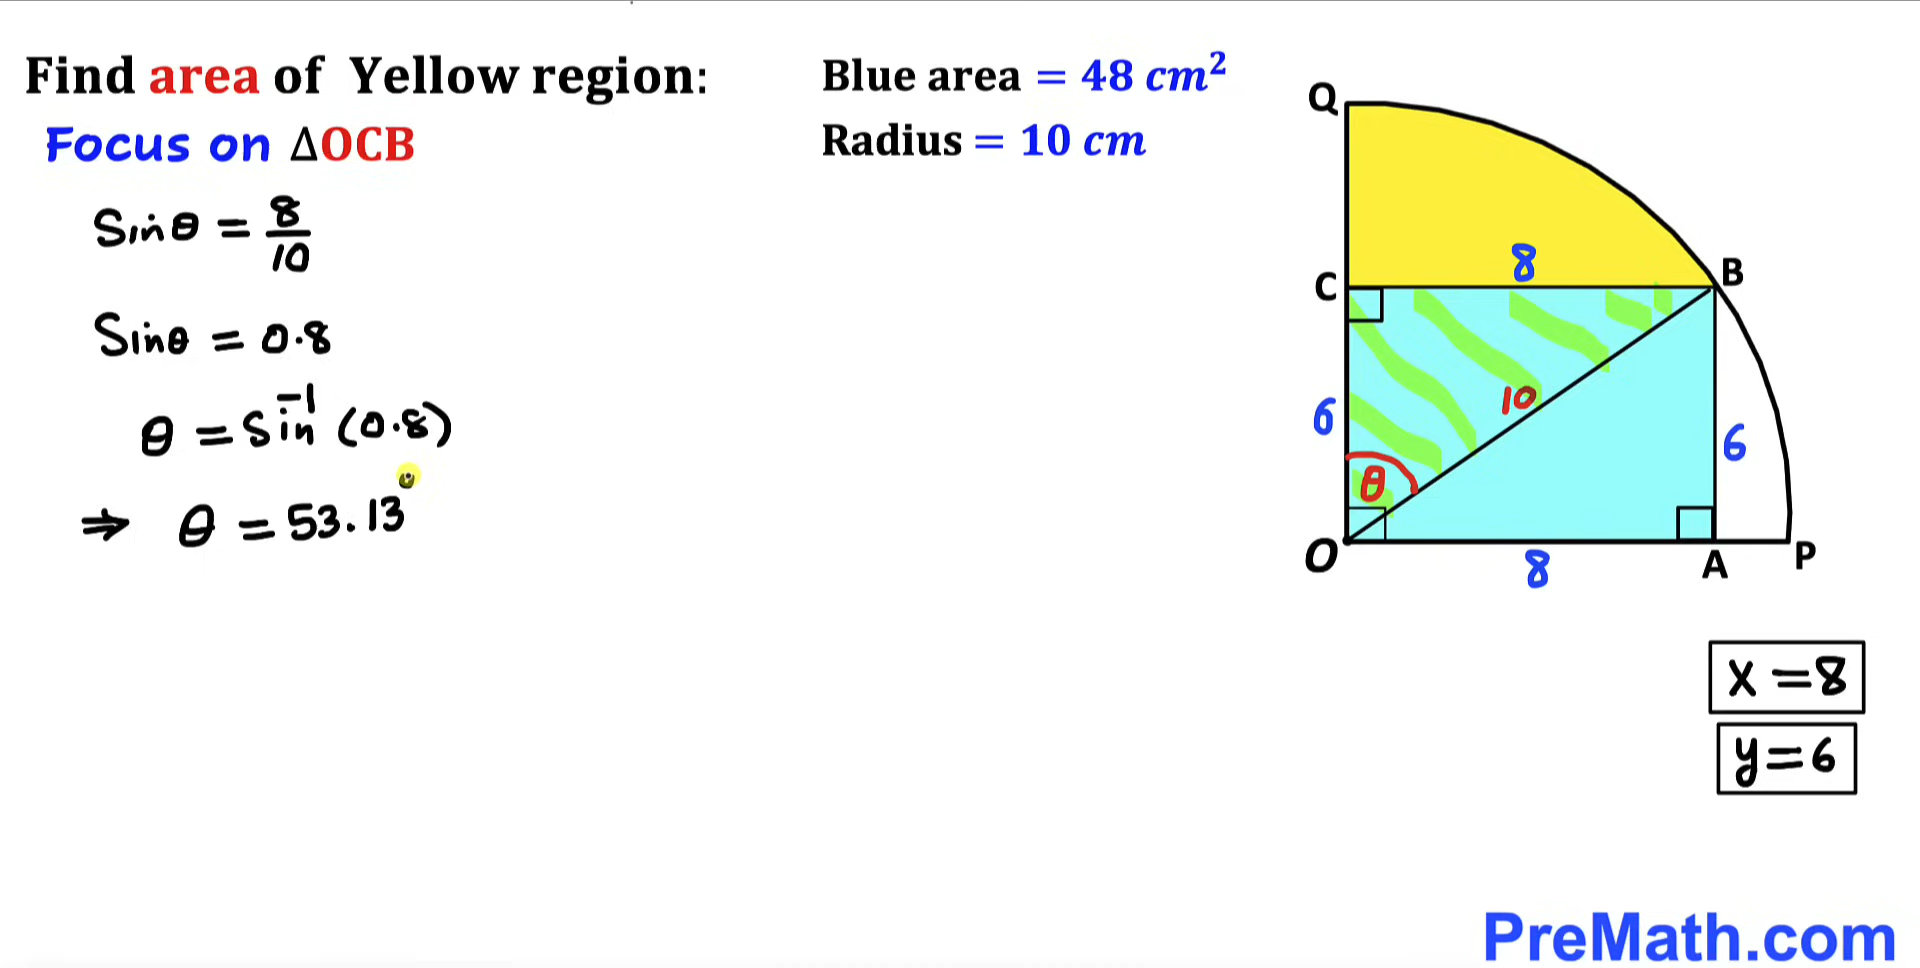 Find area of Yellow region:
Focus on ΔOCB
Sinθ = 8/10
Sinθ = 0.8
θ = sin⁻¹ (0.8)
⇒ θ = 53.13°
Blue area = 48 cm²
Radius = 10 cm
Q
8
C
B
10
6
6
θ
O
8
A
P
x = 8
y = 6
PreMath.com